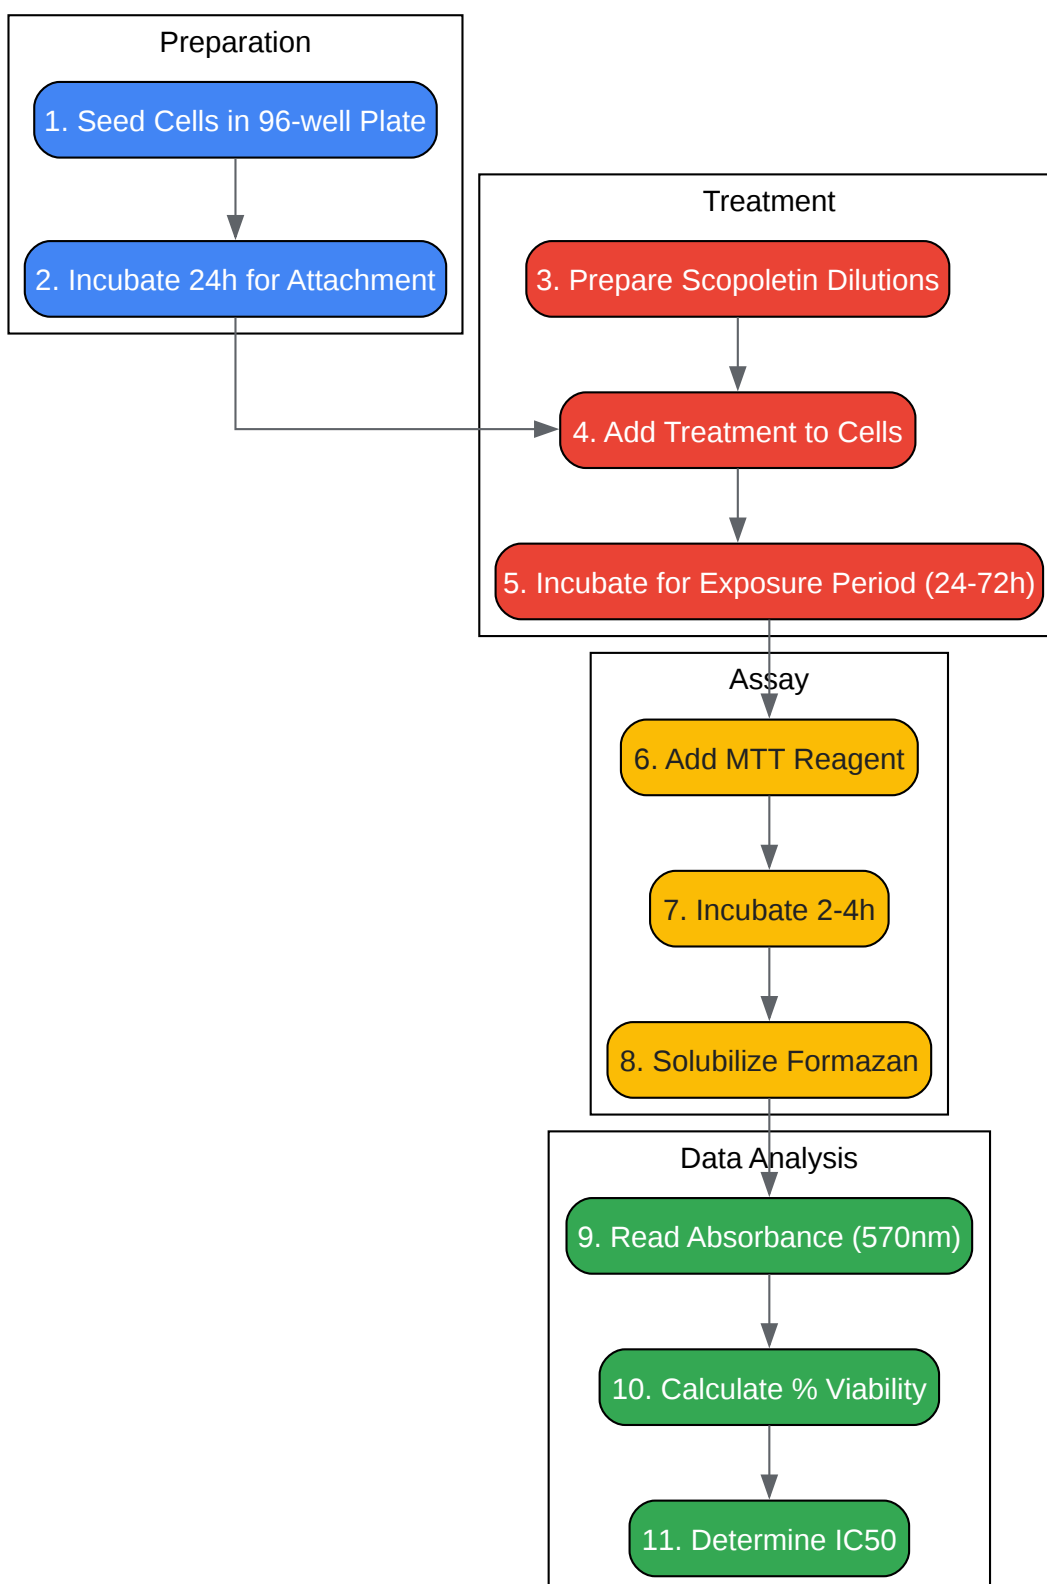 Preparation
1. Seed Cells in 96-well Plate
2. Incubate 24h for Attachment
Treatment
3. Prepare Scopoletin Dilutions
4. Add Treatment to Cells
5. Incubate for Exposure Period (24-72h)
Assay
6. Add MTT Reagent
7. Incubate 2-4h
8. Solubilize Formazan
Data Analysis
9. Read Absorbance (570nm)
10. Calculate % Viability
11. Determine IC50